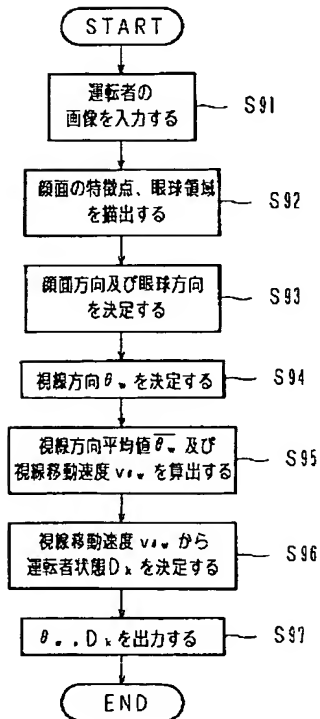 START
運転者の
画像を入力する
S91
顔面の特徴点、眼球領域
を描出する
S92
顔面方向及び眼球方向
を決定する
S93
視線方向θwを決定する
S94
視線方向平均値θw及び
視線移動速度vθwを算出する
S95
視線移動速度vθwから
運転者状態Dkを決定する
S96
θw,Dkを出力する
S97
END